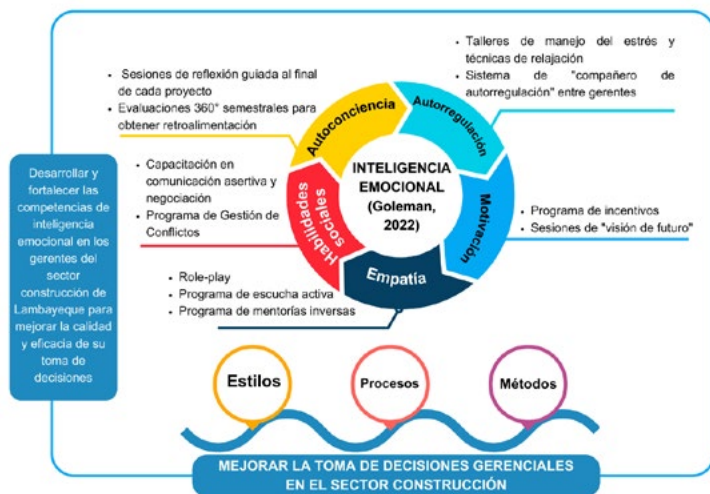 Desarrollar y
fortalecer las
competencias de
inteligencia
emocional en los
gerentes del
sector
construcción de
Lambayeque para
mejorar la calidad
y eficacia de su
toma de
decisiones
• Sesiones de reflexión guiada al final
de cada proyecto
• Evaluaciones 360° semestrales para
obtener retroalimentación
• Talleres de manejo del estrés y
técnicas de relajación
• Sistema de "compañero de
autorregulación" entre gerentes
• Capacitación en
comunicación asertiva y
negociación
• Programa de Gestión de
Conflictos
Autoconciencia
Autorregulación
Motivación
Empatía
Habilidades
sociales
INTELIGENCIA
EMOCIONAL
(Goleman,
2022)
• Programa de incentivos
• Sesiones de "visión de futuro"
• Role-play
• Programa de escucha activa
• Programa de mentorías inversas
Estilos
Procesos
Métodos
MEJORAR LA TOMA DE DECISIONES GERENCIALES
EN EL SECTOR CONSTRUCCIÓN